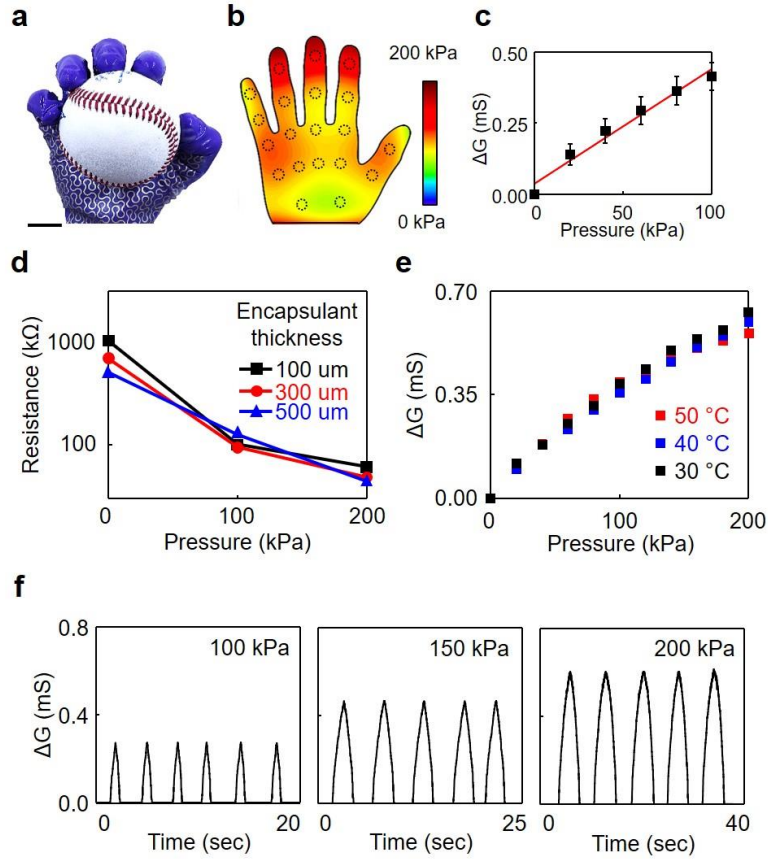 a
b
200 kPa
0 kPa
c
ΔG (mS)
0.50
0.25
0.00
0 50 100
Pressure (kPa)
d
Resistance (kΩ)
1000
100
Encapsulant
thickness
100 um
300 um
500 um
0 100 200
Pressure (kPa)
e
ΔG (mS)
0.70
0.35
0.00
50 °C
40 °C
30 °C
0 100 200
Pressure (kPa)
f
ΔG (mS)
0.8
0.4
0.0
100 kPa
0 20
Time (sec)
150 kPa
0 25
Time (sec)
200 kPa
0 40
Time (sec)